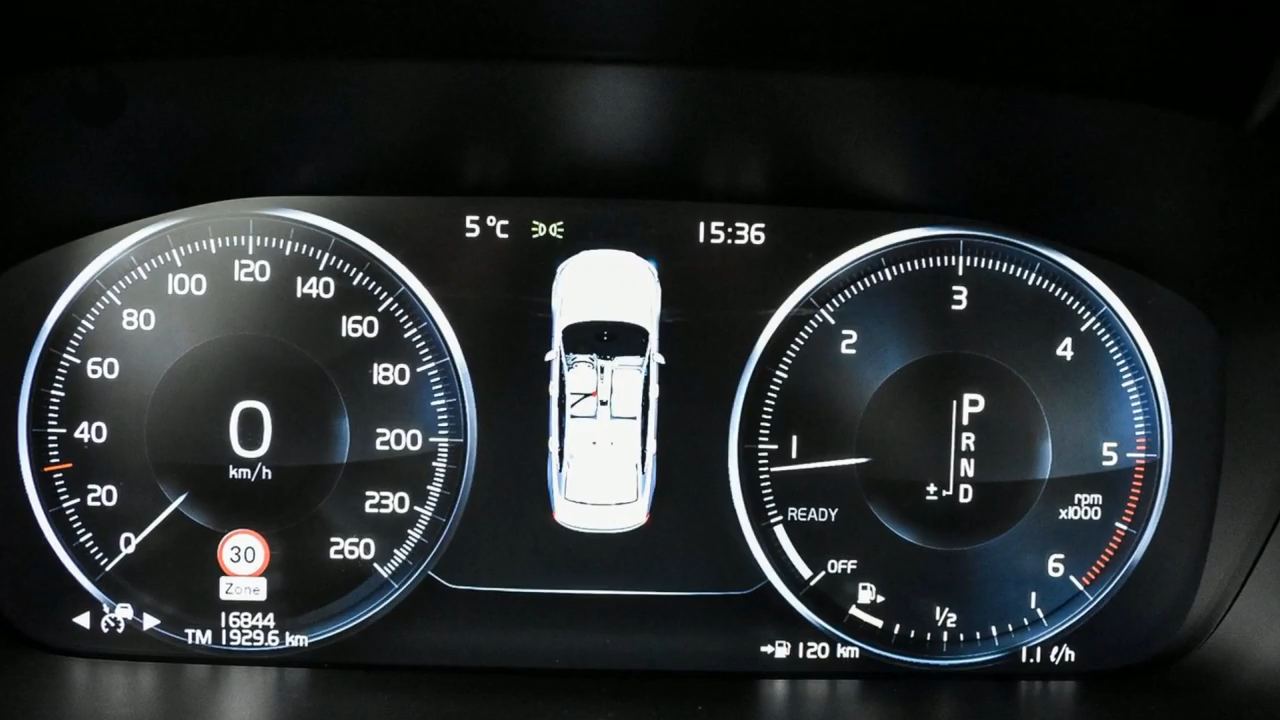 5 °C
15:36
0
20
40
60
80
100
120
140
160
180
200
230
260
0
km/h
30
Zone
16844
TM 1929.6 km
READY
OFF
1
2
3
4
5
6
rpm
x1000
P
R
N
± D
1/2
1
120 km
1.1 ℓ/h